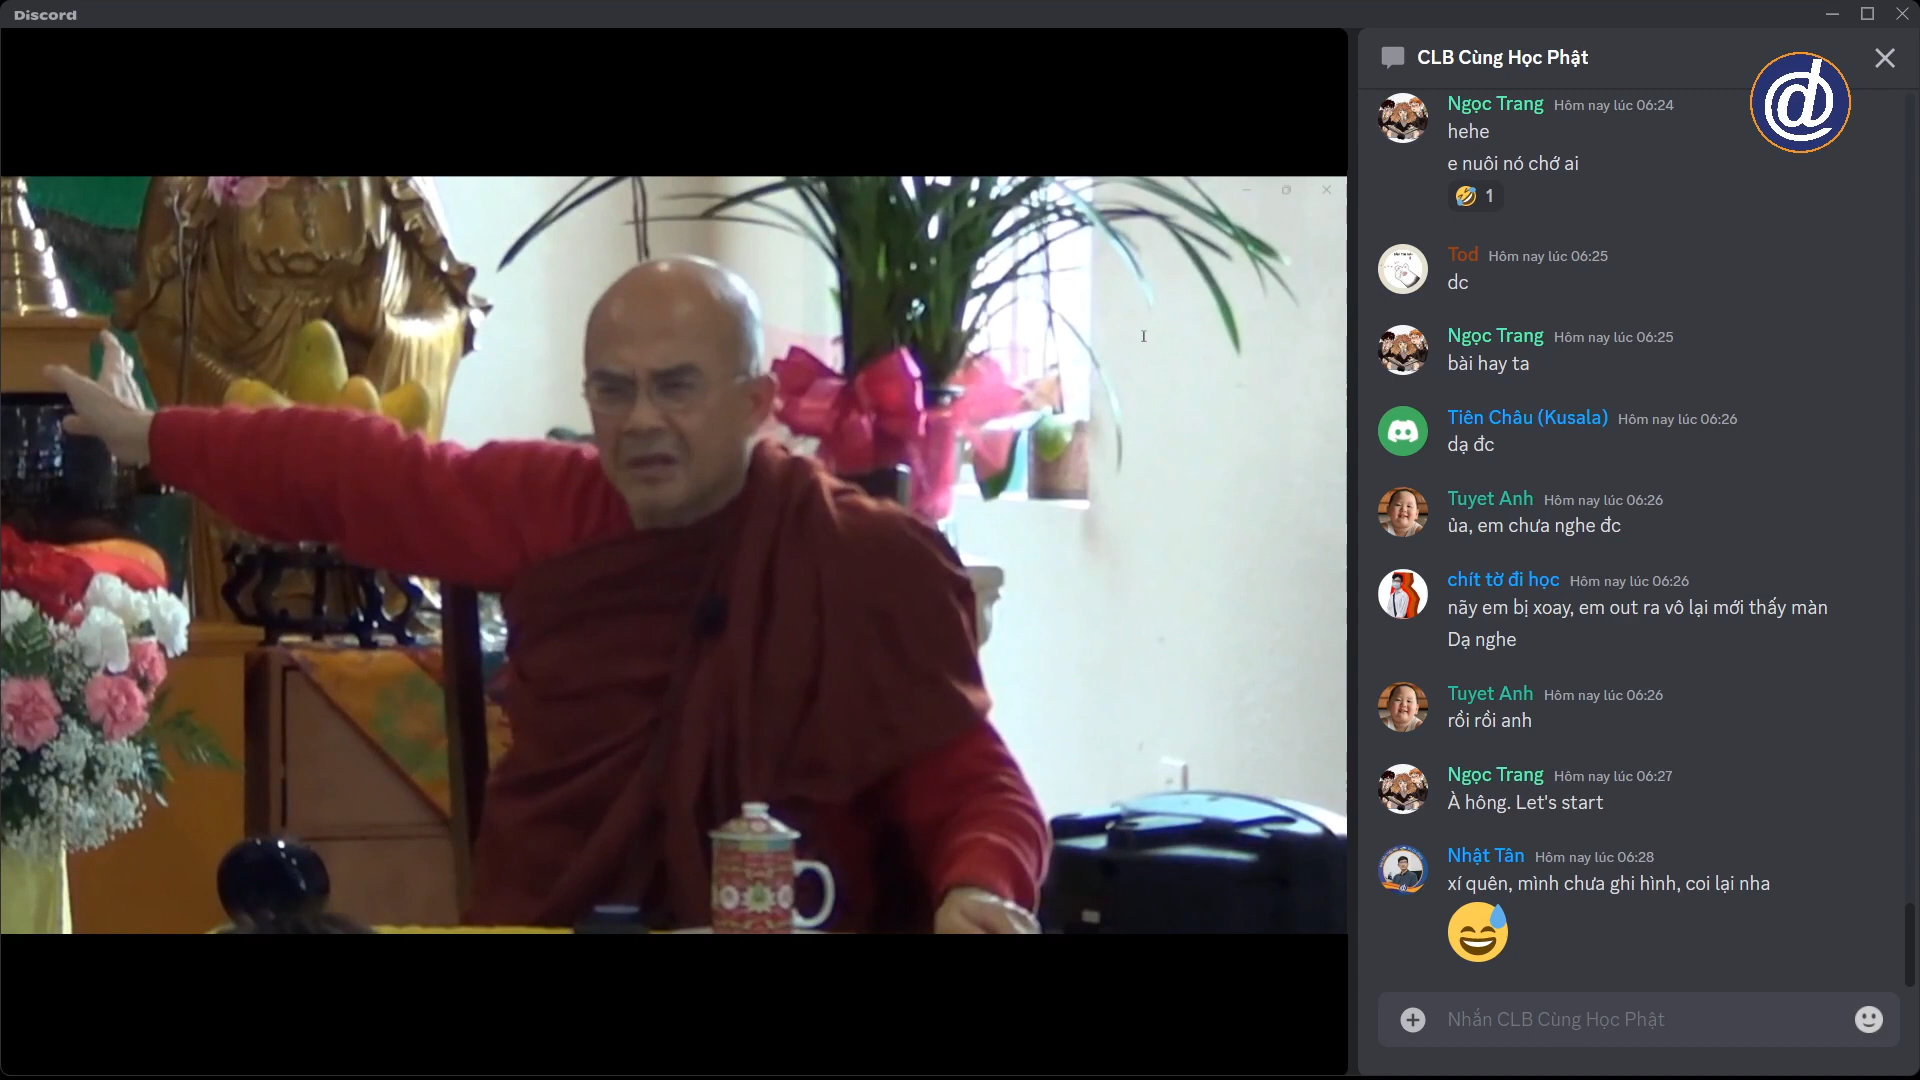 Discord
CLB Cùng Học Phật
Ngọc Trang Hôm nay lúc 06:24
hehe
e nuôi nó chớ ai
🤣 1
Tod Hôm nay lúc 06:25
dc
Ngọc Trang Hôm nay lúc 06:25
bài hay ta
Tiên Châu (Kusala) Hôm nay lúc 06:26
dạ đc
Tuyet Anh Hôm nay lúc 06:26
ủa, em chưa nghe đc
chít tờ đi học Hôm nay lúc 06:26
nãy em bị xoay, em out ra vô lại mới thấy màn
Dạ nghe
Tuyet Anh Hôm nay lúc 06:26
rồi rồi anh
Ngọc Trang Hôm nay lúc 06:27
À hông. Let's start
Nhật Tân Hôm nay lúc 06:28
xí quên, mình chưa ghi hình, coi lại nha
😅
Nhắn CLB Cùng Học Phật